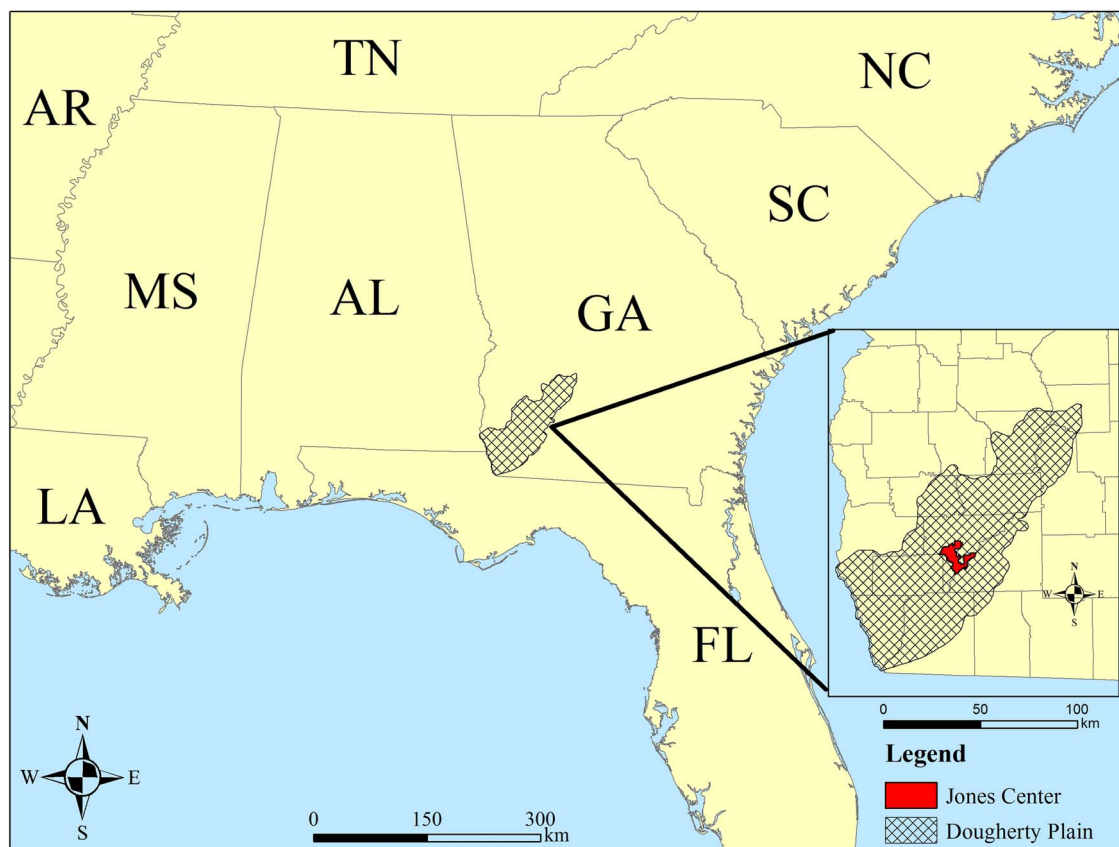 TN
NC
AR
SC
MS
AL
GA
LA
FL
N
W
E
S
N
W
E
S
0
150
300
km
0
50
100
km
Legend
Jones Center
Dougherty Plain